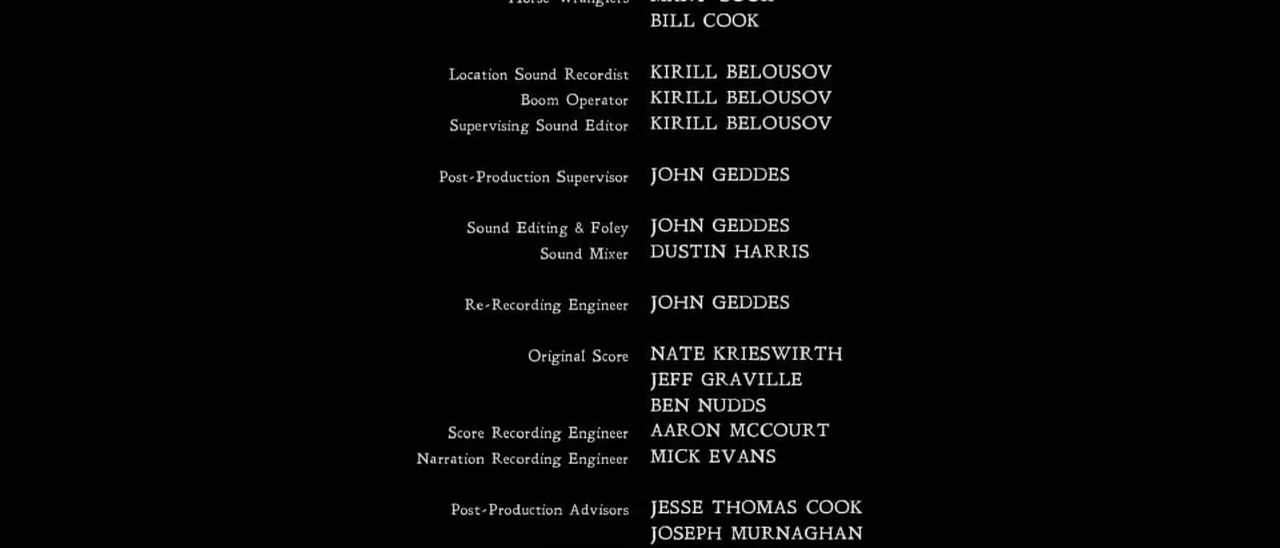 Horse Wranglers
BILL COOK
Location Sound Recordist KIRILL BELOUSOV
Boom Operator KIRILL BELOUSOV
Supervising Sound Editor KIRILL BELOUSOV
Post-Production Supervisor JOHN GEDDES
Sound Editing & Foley JOHN GEDDES
Sound Mixer DUSTIN HARRIS
Re-Recording Engineer JOHN GEDDES
Original Score NATE KRIESWIRTH
JEFF GRAVILLE
BEN NUDDS
Score Recording Engineer AARON MCCOURT
Narration Recording Engineer MICK EVANS
Post-Production Advisors JESSE THOMAS COOK
JOSEPH MURNAGHAN